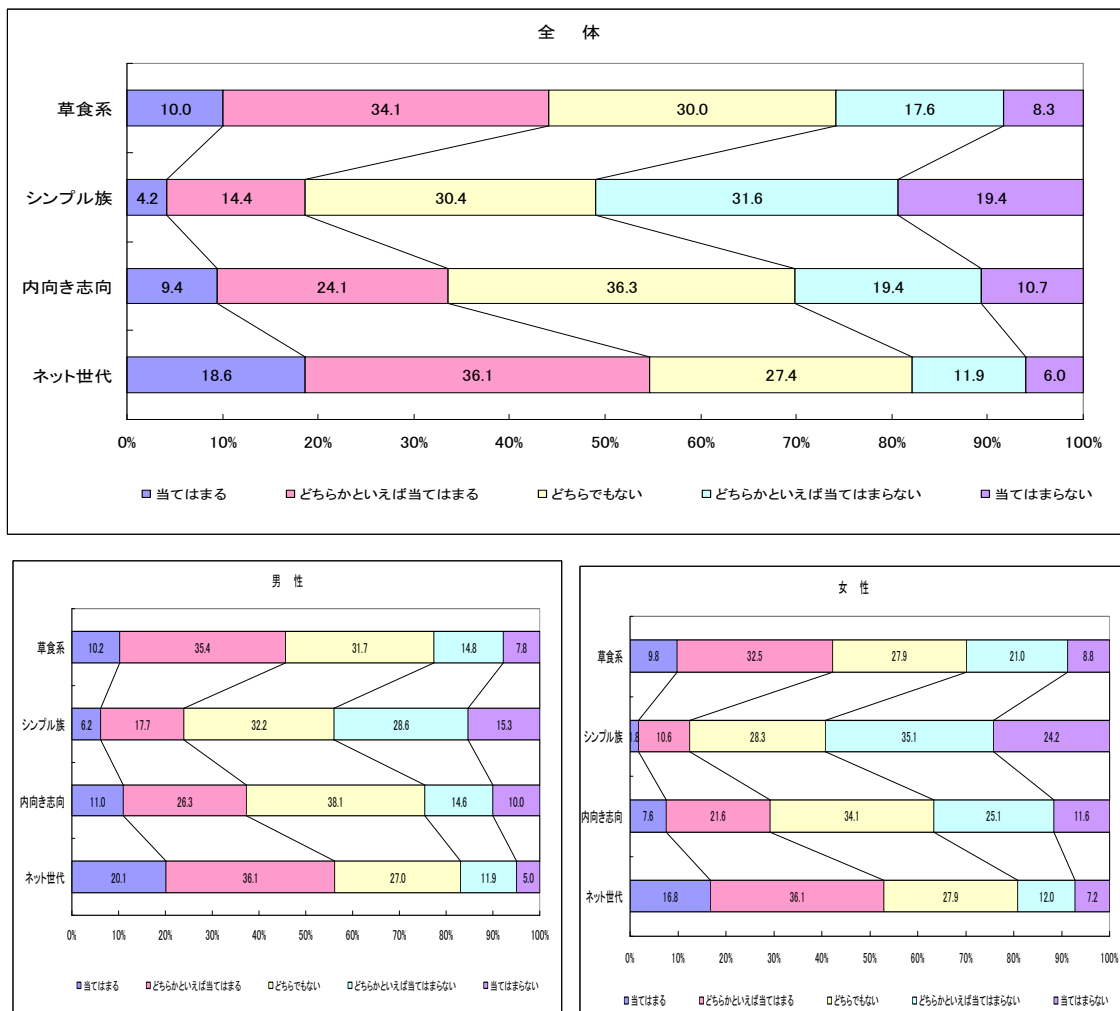 全 体
草食系 10.0 34.1 30.0 17.6 8.3
シンプル族 4.2 14.4 30.4 31.6 19.4
内向き志向 9.4 24.1 36.3 19.4 10.7
ネット世代 18.6 36.1 27.4 11.9 6.0
0% 10% 20% 30% 40% 50% 60% 70% 80% 90% 100%
当てはまる どちらかといえば当てはまる どちらでもない どちらかといえば当てはまらない 当てはまらない
男 性
草食系 10.2 35.4 31.7 14.8 7.8
シンプル族 6.2 17.7 32.2 28.6 15.3
内向き志向 11.0 26.3 38.1 14.6 10.0
ネット世代 20.1 36.1 27.0 11.9 5.0
0% 10% 20% 30% 40% 50% 60% 70% 80% 90% 100%
当てはまる どちらかといえば当てはまる どちらでもない どちらかといえば当てはまらない 当てはまらない
女 性
草食系 9.8 32.5 27.9 21.0 8.8
シンプル族 1.8 10.6 28.3 35.1 24.2
内向き志向 7.6 21.6 34.1 25.1 11.6
ネット世代 16.8 36.1 27.9 12.0 7.2
0% 10% 20% 30% 40% 50% 60% 70% 80% 90% 100%
当てはまる どちらかといえば当てはまる どちらでもない どちらかといえば当てはまらない 当てはまらない